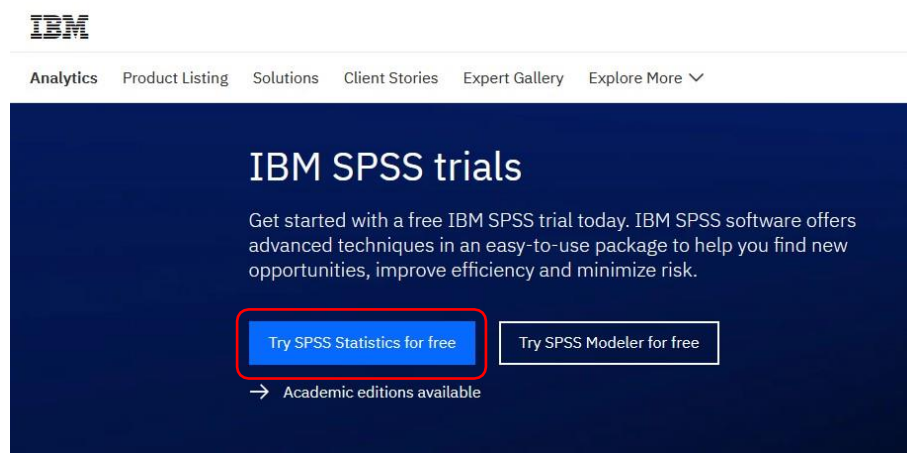 IBM
Analytics Product Listing Solutions Client Stories Expert Gallery Explore More
IBM SPSS trials
Get started with a free IBM SPSS trial today. IBM SPSS software offers
advanced techniques in an easy-to-use package to help you find new
opportunities, improve efficiency and minimize risk.
Try SPSS Statistics for free Try SPSS Modeler for free
→ Academic editions available